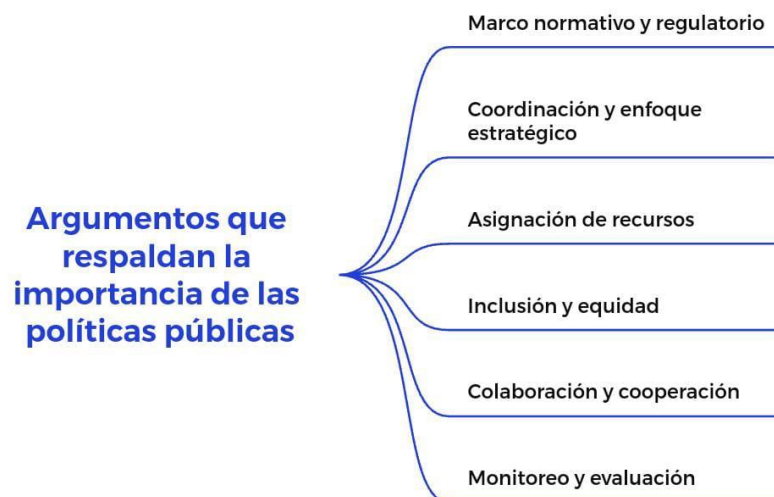 Argumentos que
respaldan la
importancia de las
políticas públicas
Marco normativo y regulatorio
Coordinación y enfoque
estratégico
Asignación de recursos
Inclusión y equidad
Colaboración y cooperación
Monitoreo y evaluación